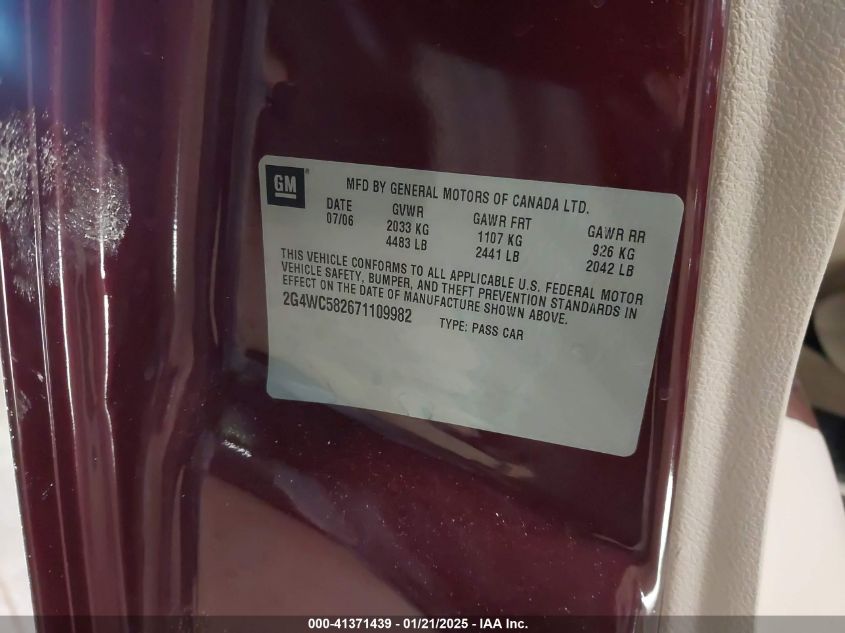 GM®
MFD BY GENERAL MOTORS OF CANADA LTD.
DATE GVWR GAWR FRT GAWR RR
07/06 2033 KG 1107 KG 926 KG
4483 LB 2441 LB 2042 LB
THIS VEHICLE CONFORMS TO ALL APPLICABLE U.S. FEDERAL MOTOR
VEHICLE SAFETY, BUMPER, AND THEFT PREVENTION STANDARDS IN
EFFECT ON THE DATE OF MANUFACTURE SHOWN ABOVE.
2G4WC582671109982 TYPE: PASS CAR
000-41371439 - 01/21/2025 - IAA Inc.